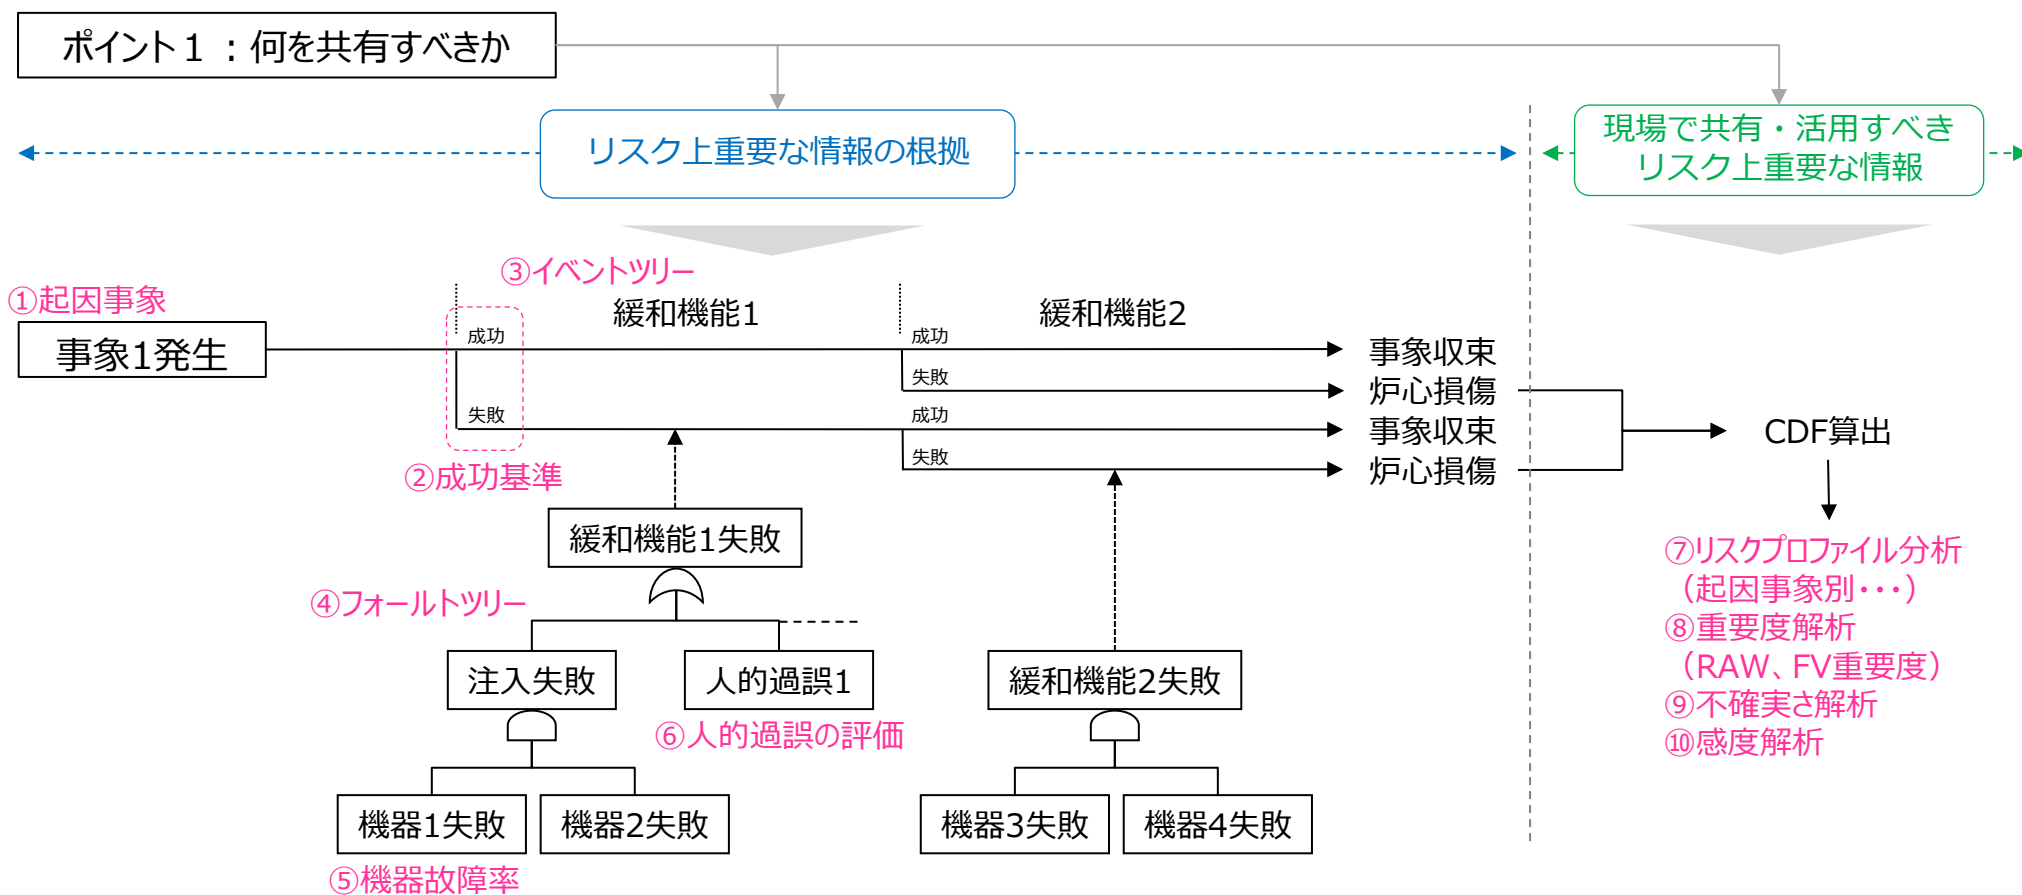 ポイント１：何を共有すべきか
リスク上重要な情報の根拠
現場で共有・活用すべき
リスク上重要な情報
③イベントツリー
①起因事象
緩和機能1
緩和機能2
事象1発生
成功
成功
事象収束
失敗
炉心損傷
失敗
成功
事象収束
CDF算出
失敗
炉心損傷
②成功基準
緩和機能1失敗
④フォールトツリー
注入失敗
人的過誤1
緩和機能2失敗
⑥人的過誤の評価
機器1失敗
機器2失敗
機器3失敗
機器4失敗
⑤機器故障率
⑦リスクプロファイル分析
（起因事象別・・・）
⑧重要度解析
（RAW、FV重要度）
⑨不確実さ解析
⑩感度解析